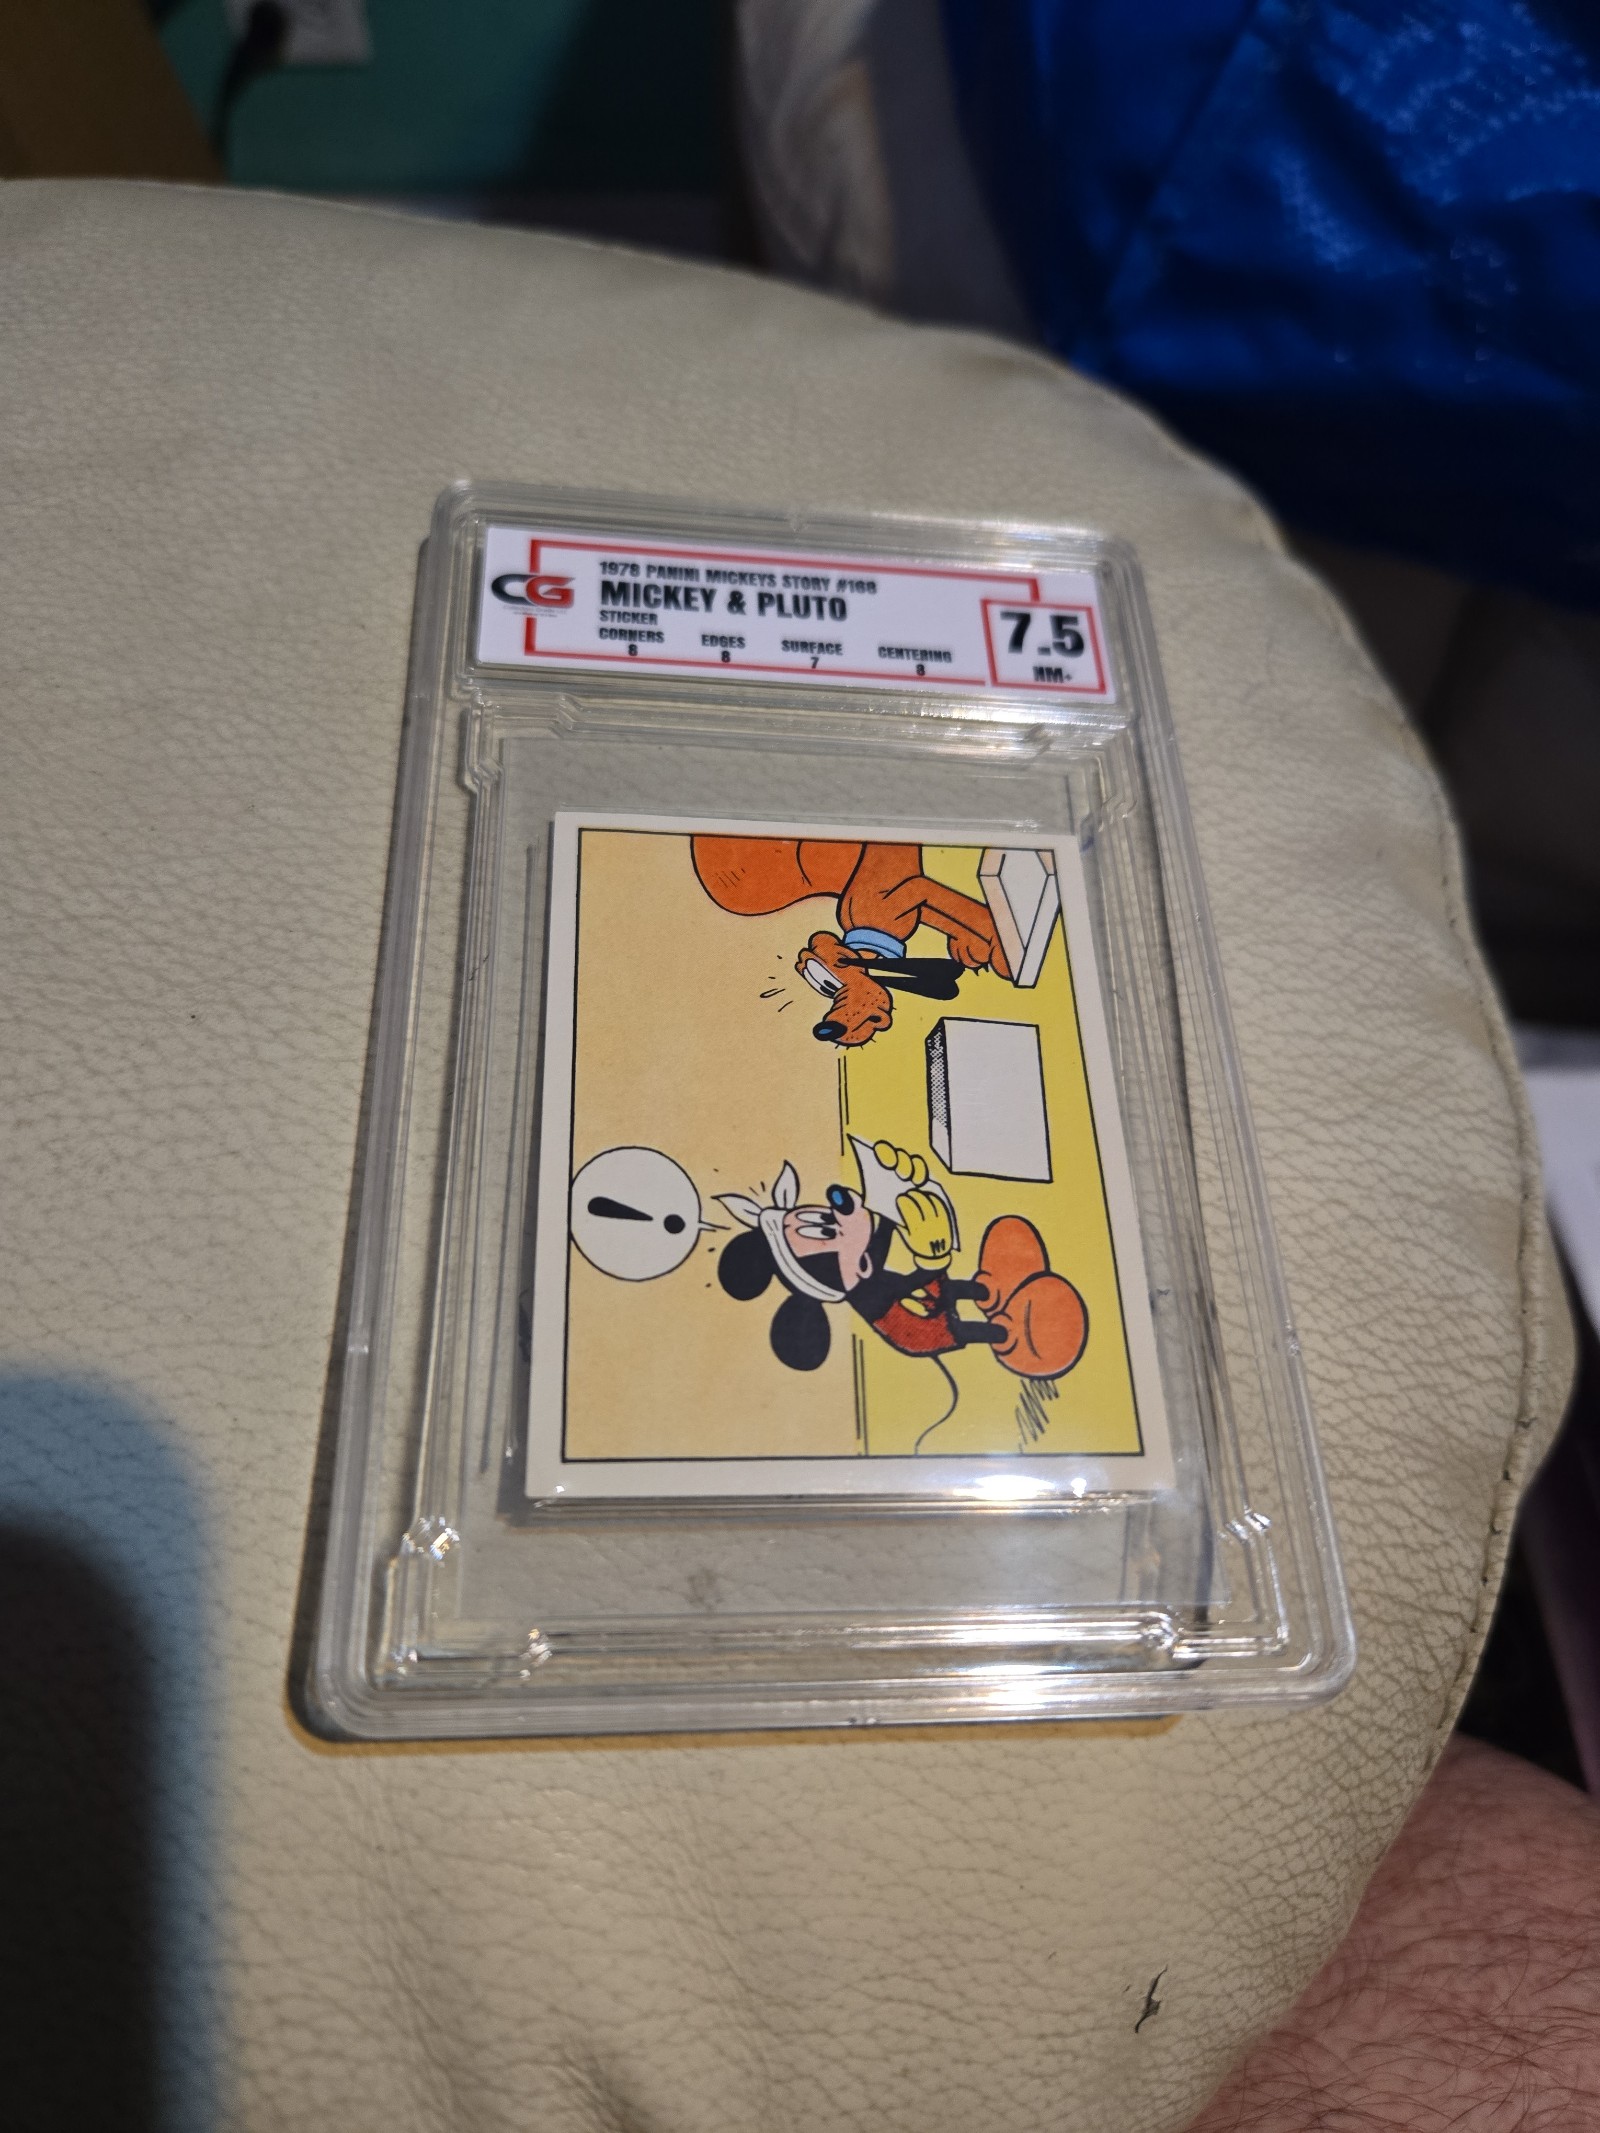 CG
1978 PANINI MICKEYS STORY #168
MICKEY & PLUTO
STICKER
CORNERS EDGES SURFACE CENTERING
8 8 7 8
7.5
NM+
!